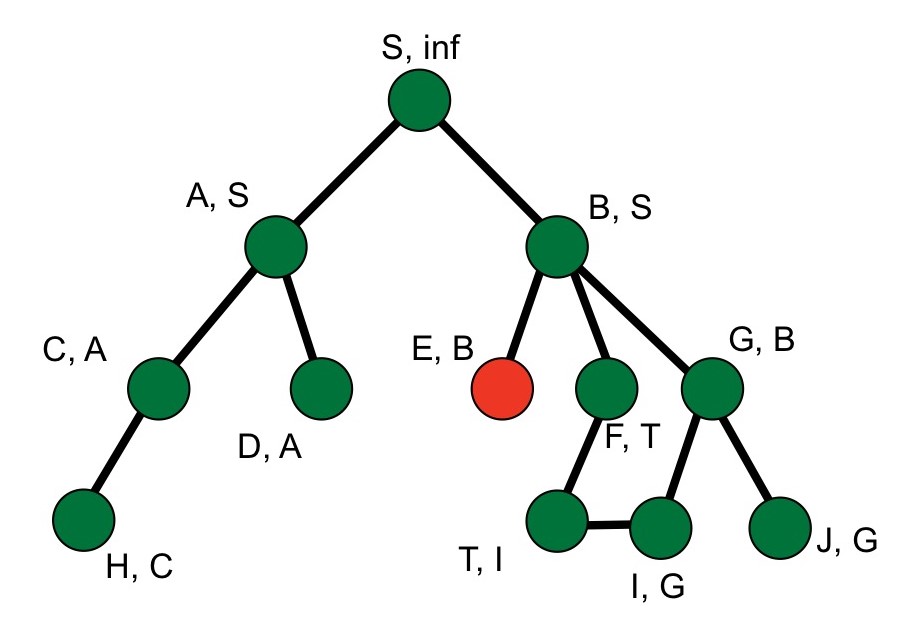 S, inf
A, S
B, S
C, A
E, B
G, B
D, A
F, T
H, C
T, I
I, G
J, G